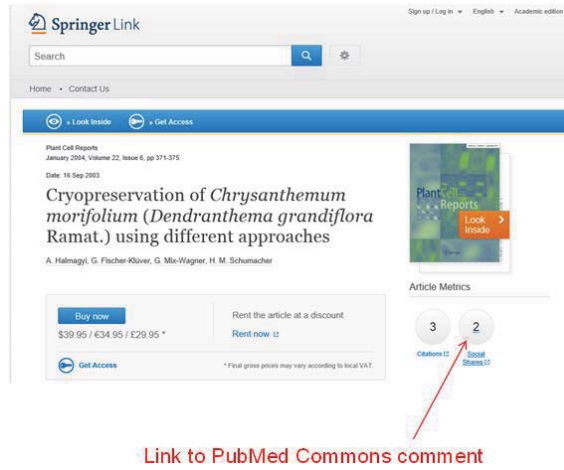 Sign up / Log in English Academic edition
Springer Link
Search
Home • Contact Us
» Look Inside » Get Access
Plant Cell Reports
January 2004, Volume 22, Issue 6, pp 371-375
Date: 16 Sep 2003
Cryopreservation of Chrysanthemum
morifolium (Dendranthema grandiflora
Ramat.) using different approaches
A. Halmagyi, G. Fischer-Klüver, G. Mix-Wagner, H. M. Schumacher
Plant Cell
Reports
Look
Inside
Article Metrics
Buy now
$39.95 / €34.95 / £29.95 *
Rent the article at a discount
Rent now
Get Access
* Final gross prices may vary according to local VAT.
3 2
Citations Social
Shares
Link to PubMed Commons comment